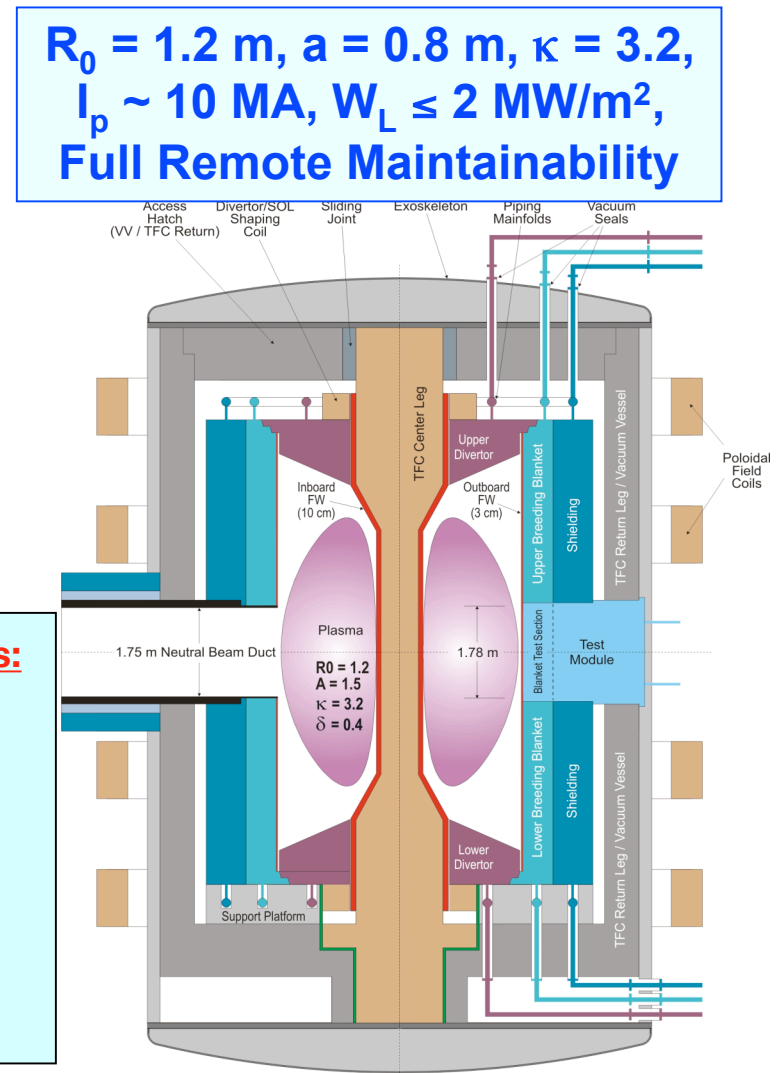 R₀ = 1.2 m, a = 0.8 m, κ = 3.2,
Iₚ ~ 10 MA, W_L ≤ 2 MW/m²,
Full Remote Maintainability
Access
Hatch
(VV / TFC Return)
Divertor/SOL
Shaping
Coil
Sliding
Joint
Exoskeleton
Piping
Mainfolds
Vacuum
Seals
TFC Center Leg
Upper
Divertor
Inboard
FW
(10 cm)
Outboard
FW
(3 cm)
Upper Breeding Blanket
Shielding
TFC Return Leg / Vacuum Vessel
Poloidal
Field
Coils
s:
1.75 m Neutral Beam Duct
Plasma
R0 = 1.2
A = 1.5
κ = 3.2
δ = 0.4
1.78 m
Blanket Test Section
Test
Module
Lower
Divertor
Lower Breeding Blanket
Shielding
TFC Return Leg / Vacuum Vessel
Support Platform